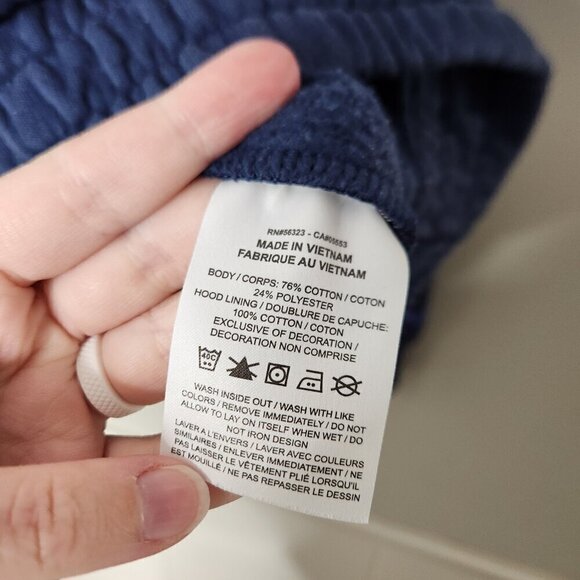 RN#56323 - CA#05553
MADE IN VIETNAM
FABRIQUE AU VIETNAM
BODY / CORPS: 76% COTTON / COTON
24% POLYESTER
HOOD LINING / DOUBLURE DE CAPUCHE:
100% COTTON / COTON
EXCLUSIVE OF DECORATION /
DECORATION NON COMPRISE
40C
WASH INSIDE OUT / WASH WITH LIKE
COLORS / REMOVE IMMEDIATELY / DO NOT
ALLOW TO LAY ON ITSELF WHEN WET / DO
NOT IRON DESIGN
LAVER A L'ENVERS / LAVER AVEC COULEURS
SIMILAIRES / ENLEVER IMMEDIATEMENT / NE
PAS LAISSER LE VÊTEMENT PLIÉ LORSQU'IL
EST MOUILLÉ / NE PAS REPASSER LE DESSIN